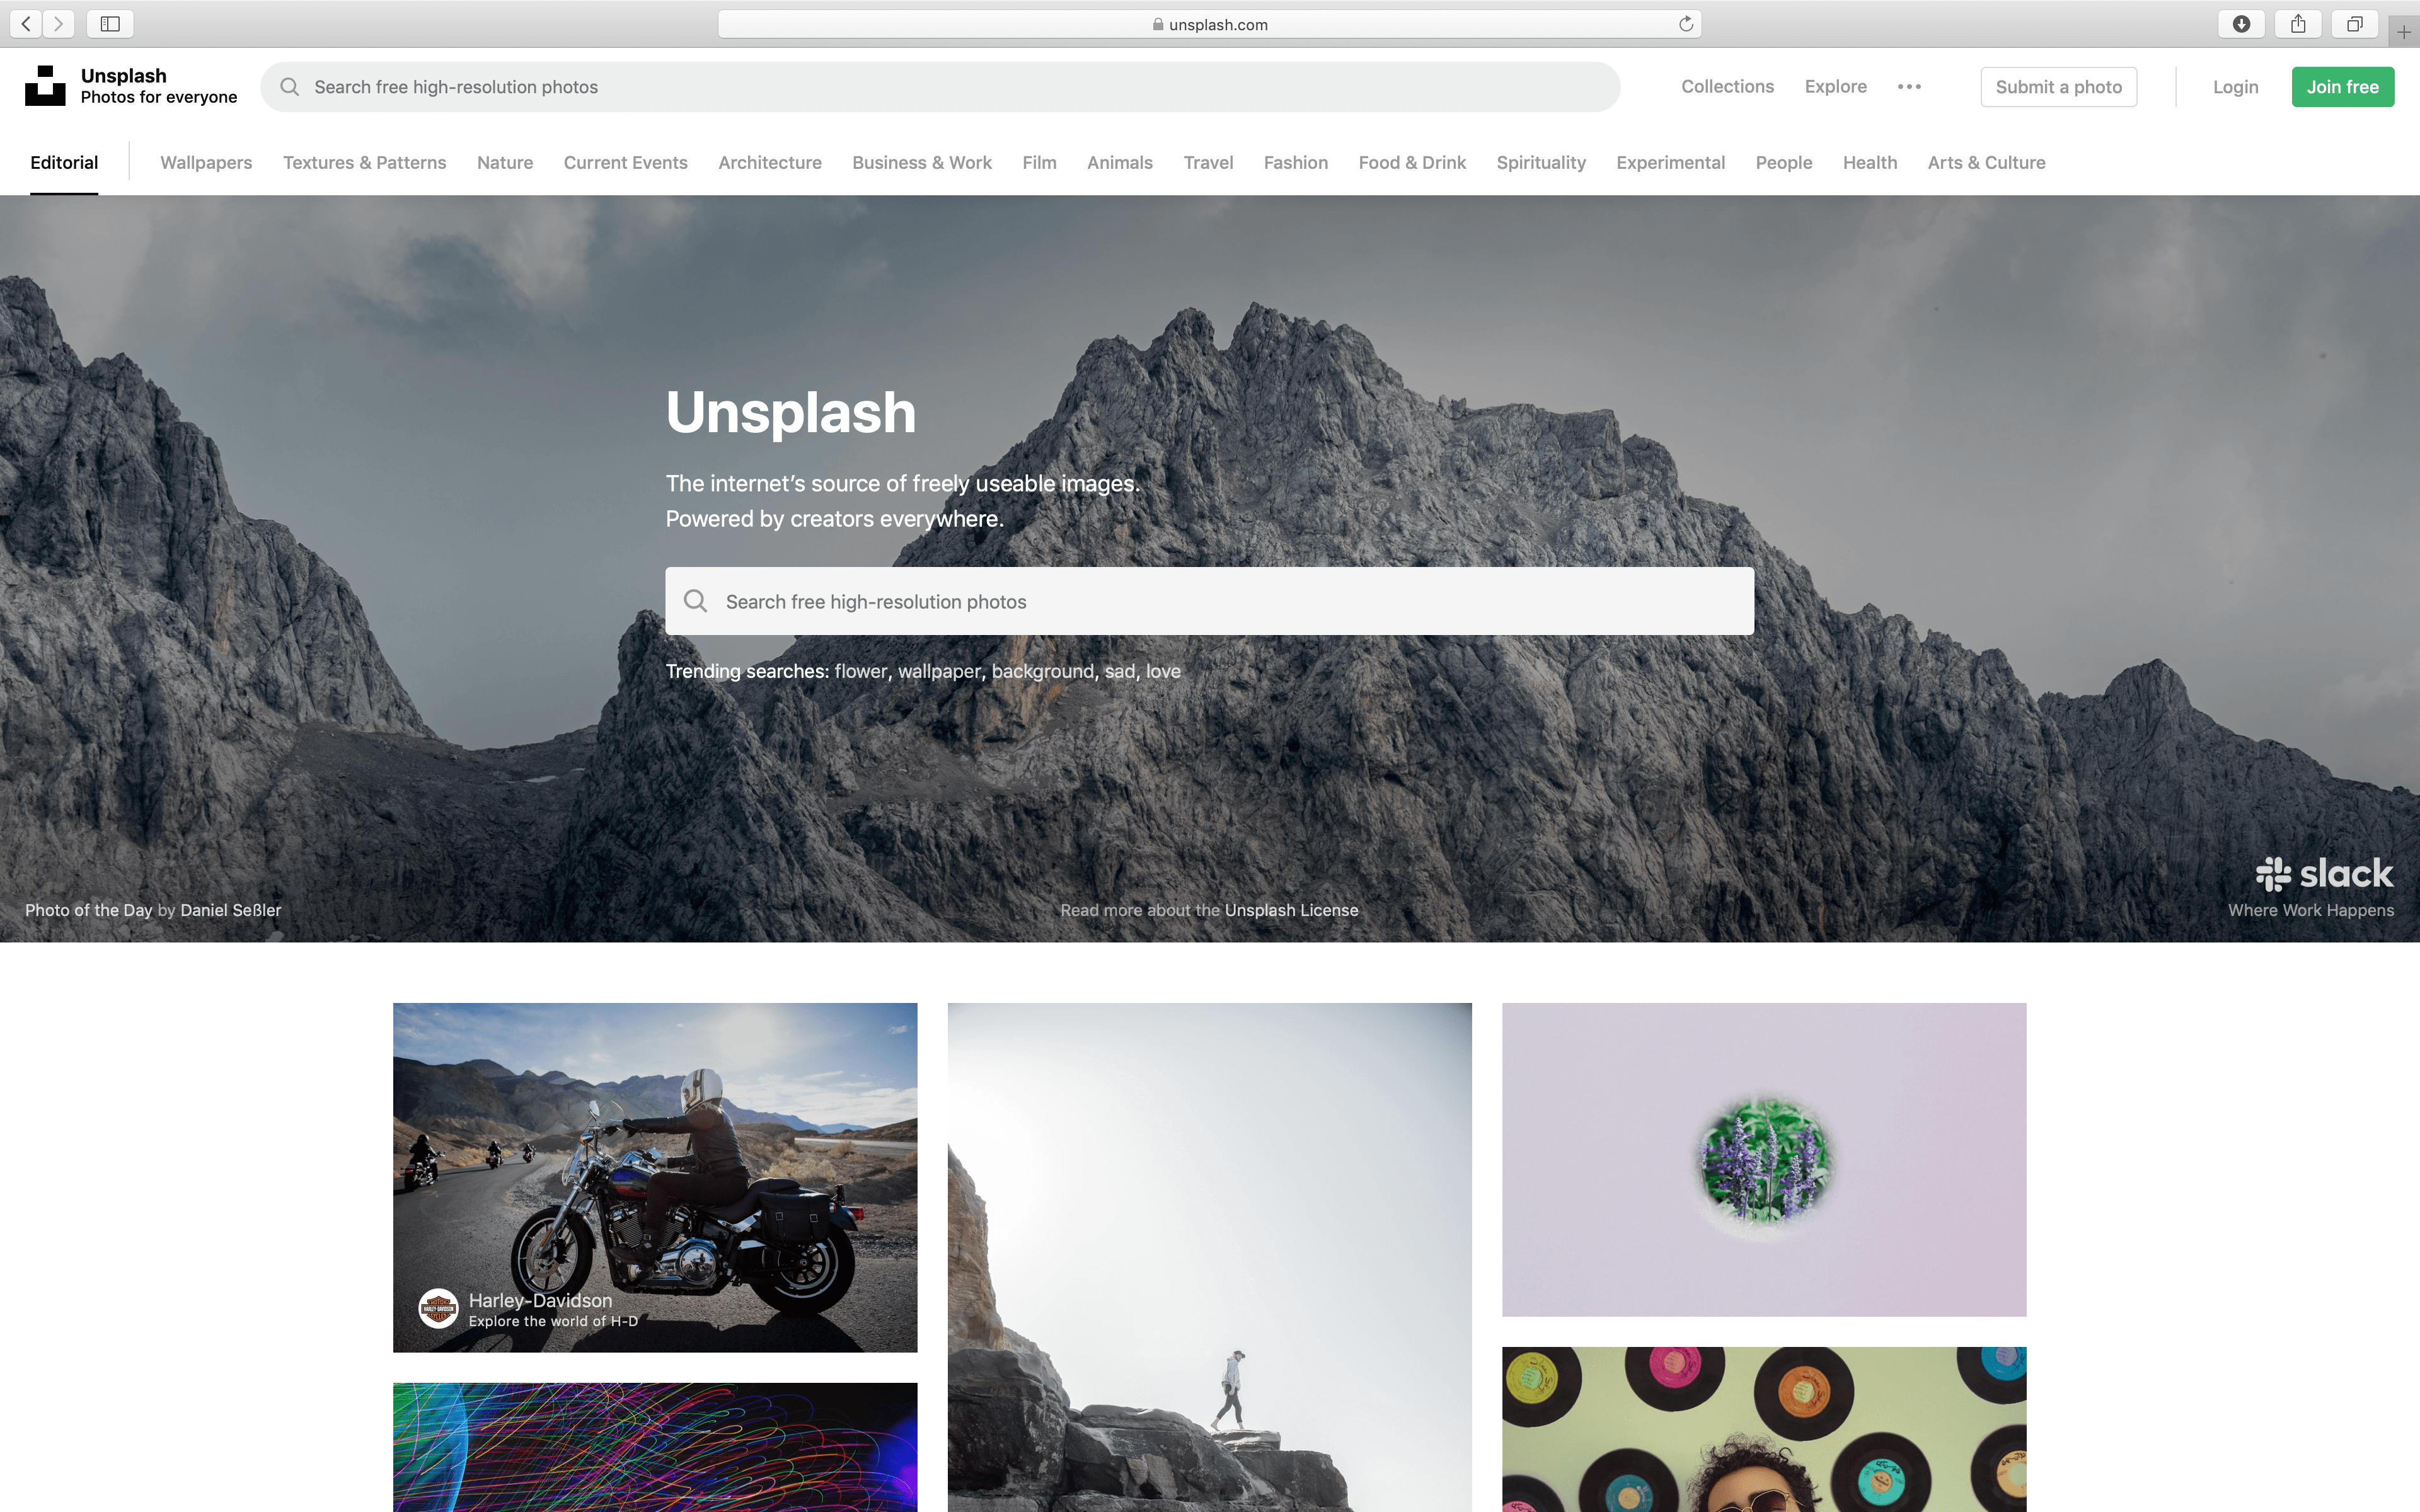 unsplash.com
Unsplash
Photos for everyone
Search free high-resolution photos
Collections
Explore
Submit a photo
Login
Join free
Editorial
Wallpapers
Textures & Patterns
Nature
Current Events
Architecture
Business & Work
Film
Animals
Travel
Fashion
Food & Drink
Spirituality
Experimental
People
Health
Arts & Culture
Unsplash
The internet’s source of freely useable images.
Powered by creators everywhere.
Search free high-resolution photos
Trending searches: flower, wallpaper, background, sad, love
slack
Where Work Happens
Photo of the Day by Daniel Seßler
Read more about the Unsplash License
Harley-Davidson
Explore the world of H-D